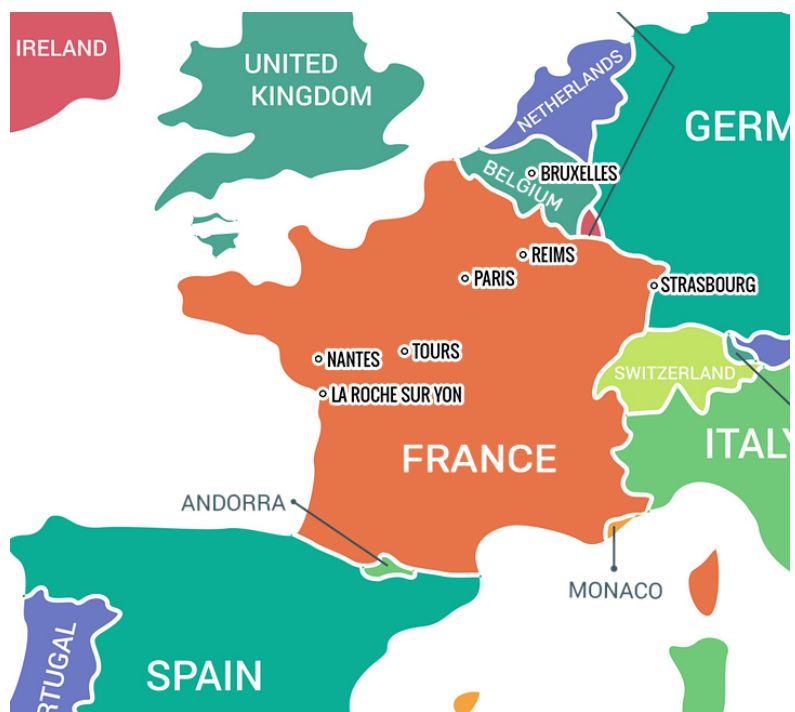 IRELAND
UNITED
KINGDOM
NETHERLANDS
GERM
BELGIUM
BRUXELLES
REIMS
PARIS
STRASBOURG
NANTES
TOURS
SWITZERLAND
LA ROCHE SUR YON
FRANCE
ITALY
ANDORRA
MONACO
RTUGAL
SPAIN